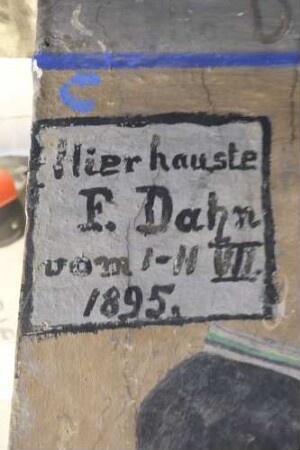 C
Hier hauste
F. Dahn
vom 1-11 VII.
1895.